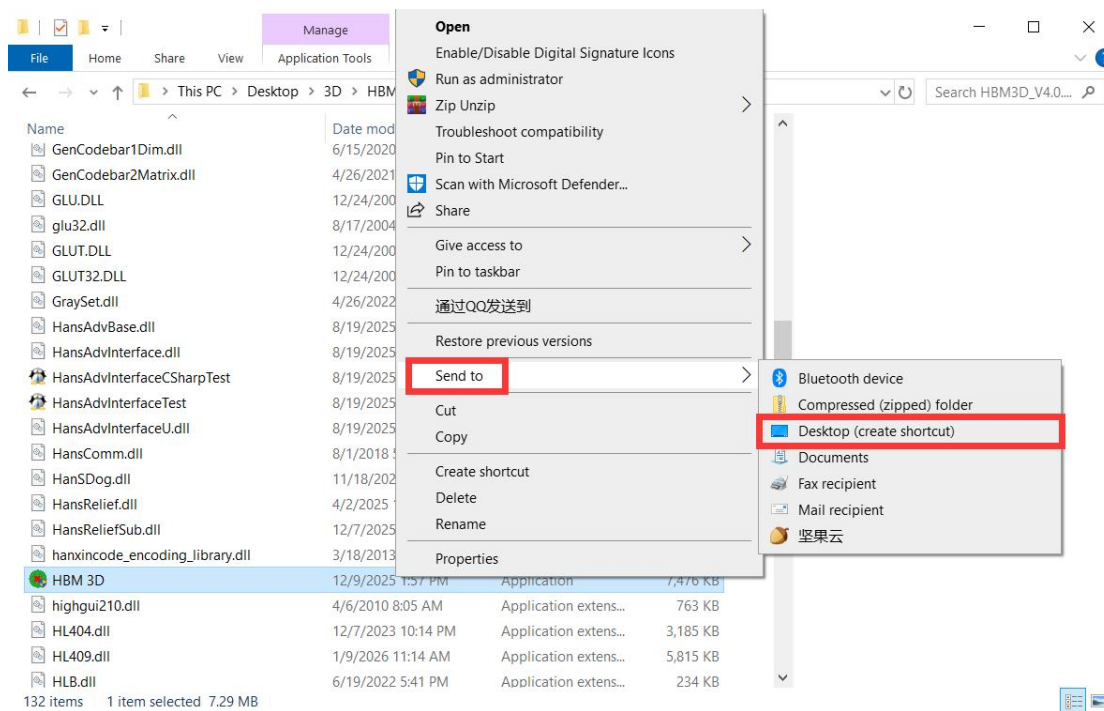 Manage
File Home Share View Application Tools
This PC > Desktop > 3D > HBM
Search HBM3D_V4.0....
Name Date mod
GenCodebar1Dim.dll 6/15/2020
GenCodebar2Matrix.dll 4/26/2021
GLU.DLL 12/24/200
glu32.dll 8/17/2004
GLUT.DLL 12/24/200
GLUT32.DLL 12/24/200
GraySet.dll 4/26/2022
HansAdvBase.dll 8/19/2025
HansAdvInterface.dll 8/19/2025
HansAdvInterfaceCSharpTest 8/19/2025
HansAdvInterfaceTest 8/19/2025
HansAdvInterfaceU.dll 8/19/2025
HansComm.dll 8/1/2018
HanSDog.dll 11/18/202
HansRelief.dll 4/2/2025
HansReliefSub.dll 12/7/2025
hanxincode_encoding_library.dll 3/18/2013
HBM 3D 12/9/2025 1:57 PM Application 7,476 KB
highgui210.dll 4/6/2010 8:05 AM Application extens... 763 KB
HL404.dll 12/7/2023 10:14 PM Application extens... 3,185 KB
HL409.dll 1/9/2026 11:14 AM Application extens... 5,815 KB
HLB.dll 6/19/2022 5:41 PM Application extens... 234 KB
132 items 1 item selected 7.29 MB
Open
Enable/Disable Digital Signature Icons
Run as administrator
Zip Unzip
Troubleshoot compatibility
Pin to Start
Scan with Microsoft Defender...
Share
Give access to
Pin to taskbar
通过QQ发送到
Restore previous versions
Send to
Cut
Copy
Create shortcut
Delete
Rename
Properties
Bluetooth device
Compressed (zipped) folder
Desktop (create shortcut)
Documents
Fax recipient
Mail recipient
坚果云